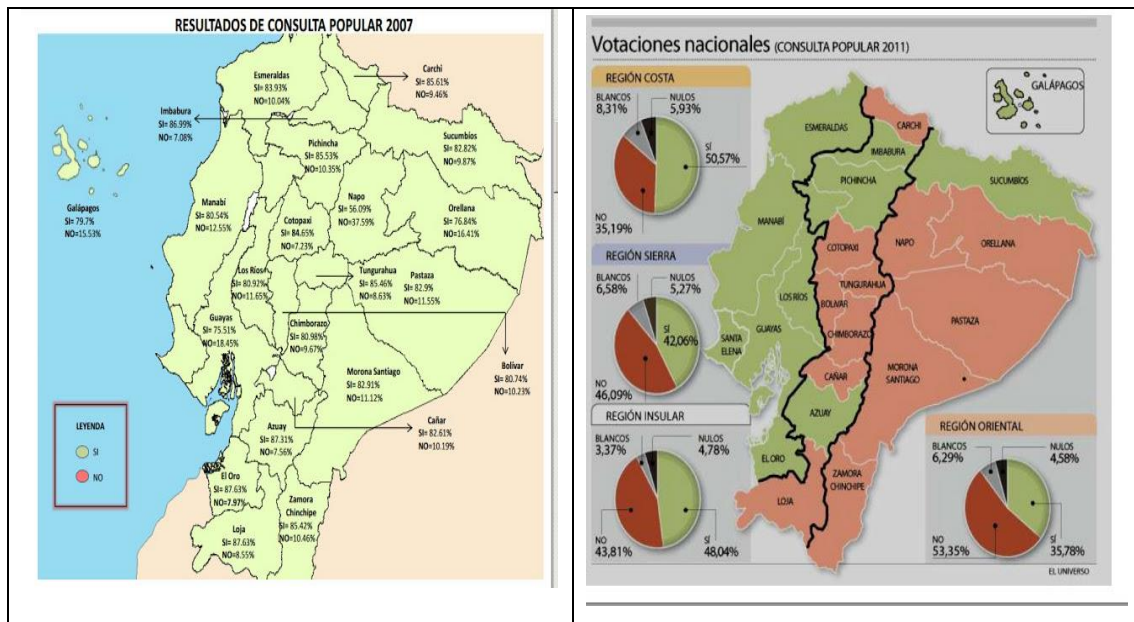 RESULTADOS DE CONSULTA POPULAR 2007
Carchi
SI= 85.61%
NO=9.46%
Esmeraldas
SI= 83.93%
NO=10.04%
Imbabura
SI= 86.99%
NO= 7.08%
Sucumbíos
SI= 82.82%
NO=9.87%
Pichincha
SI= 85.53%
NO=10.35%
Galápagos
SI= 79.7%
NO=15.53%
Manabí
SI= 80.54%
NO=12.55%
Napo
SI= 56.09%
NO=37.59%
Orellana
SI= 76.84%
NO=16.41%
Cotopaxi
SI= 84.65%
NO=7.23%
Los Ríos
SI= 80.92%
NO=11.65%
Tungurahua
SI= 85.46%
NO=8.63%
Pastaza
SI= 82.9%
NO=11.55%
Guayas
SI= 75.51%
NO=18.45%
Chimborazo
SI= 80.98%
NO=9.67%
Morona Santiago
SI= 82.91%
NO=11.12%
Bolívar
SI= 80.74%
NO=10.23%
Cañar
SI= 82.61%
NO=10.19%
Azuay
SI= 87.31%
NO=7.56%
El Oro
SI= 87.63%
NO=7.97%
Zamora
Chinchipe
SI= 85.42%
NO=10.46%
Loja
SI= 87.63%
NO=8.55%
LEYENDA
SI
NO
Votaciones nacionales (CONSULTA POPULAR 2011)
REGIÓN COSTA
BLANCOS
8,31%
NULOS
5,93%
SÍ
50,57%
NO
35,19%
REGIÓN SIERRA
BLANCOS
6,58%
NULOS
5,27%
SÍ
42,06%
NO
46,09%
REGIÓN INSULAR
BLANCOS
3,37%
NULOS
4,78%
NO
43,81%
SÍ
48,04%
REGIÓN ORIENTAL
BLANCOS
6,29%
NULOS
4,58%
NO
53,35%
SÍ
35,78%
GALÁPAGOS
ESMERALDAS
CARCHI
IMBABURA
PICHINCHA
SUCUMBÍOS
MANABÍ
COTOPAXI
NAPO
ORELLANA
TUNGURAHUA
LOS RÍOS
BOLÍVAR
PASTAZA
GUAYAS
CHIMBORAZO
SANTA
ELENA
MORONA
SANTIAGO
CAÑAR
AZUAY
EL ORO
ZAMORA
CHINCHIPE
LOJA
EL UNIVERSO